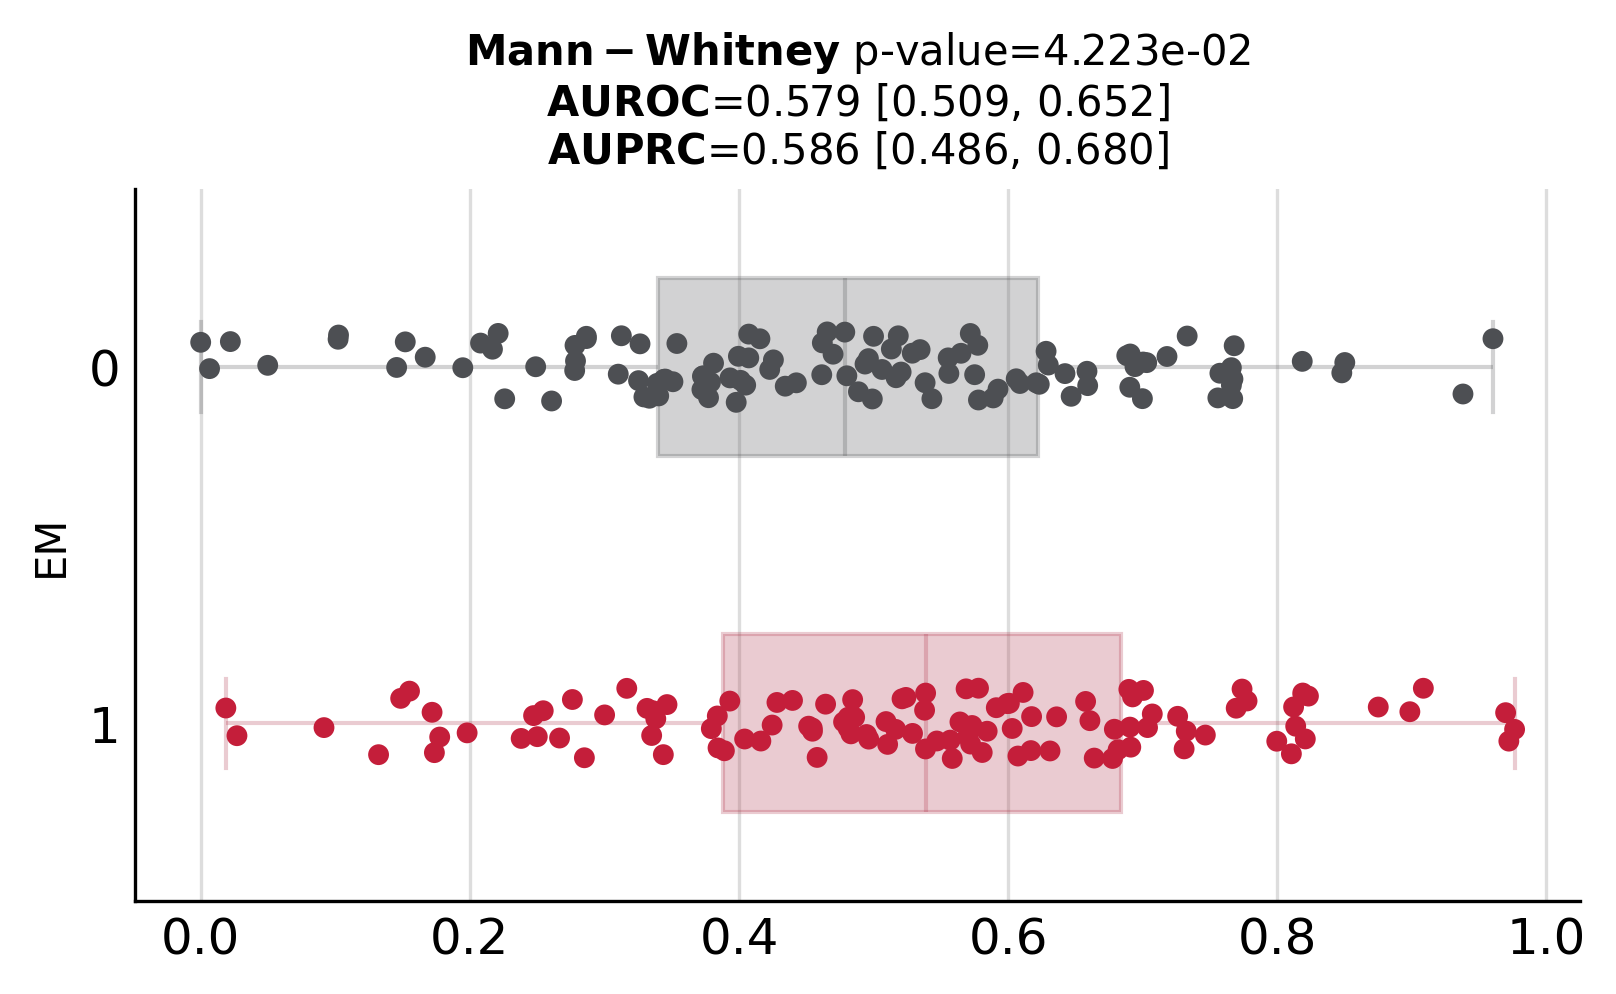 Mann − Whitney p-value=4.223e-02
AUROC=0.579 [0.509, 0.652]
AUPRC=0.586 [0.486, 0.680]
0
EM
1
0.0 0.2 0.4 0.6 0.8 1.0